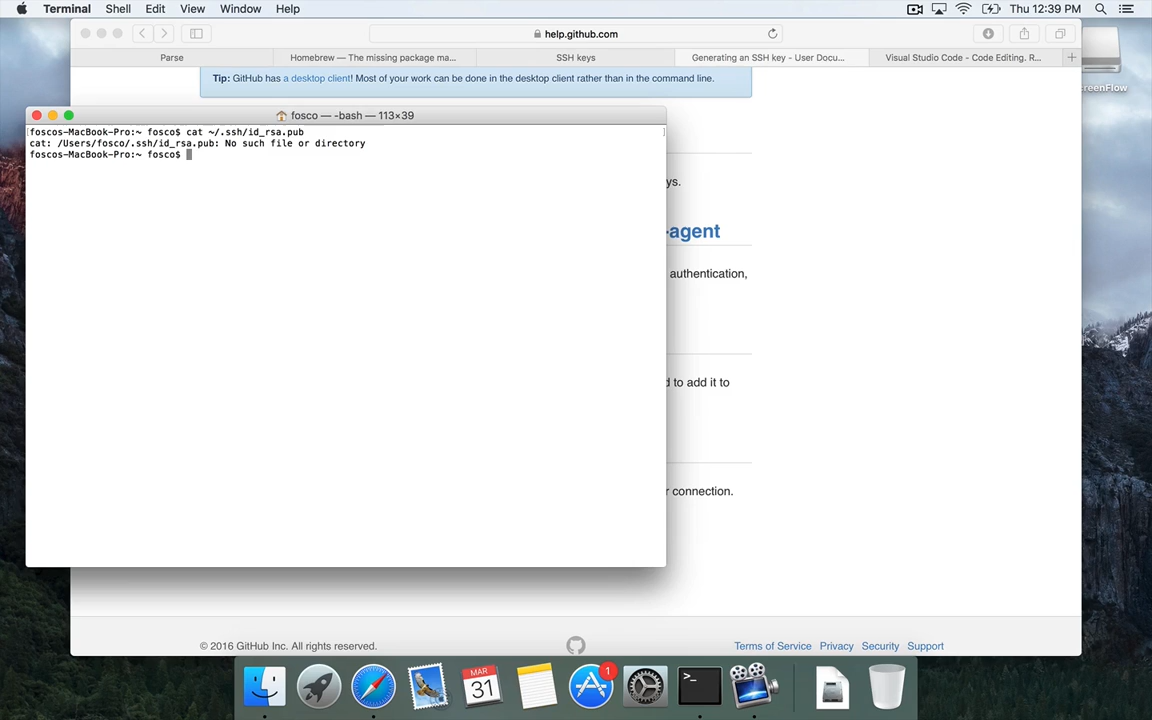 Terminal Shell Edit View Window Help Thu 12:39 PM
help.github.com
Parse Homebrew — The missing package ma... SSH keys Generating an SSH key - User Docu... Visual Studio Code - Code Editing. R... +
Tip: GitHub has a desktop client! Most of your work can be done in the desktop client rather than in the command line.
creenFlow
fosco — -bash — 113×39
foscos-MacBook-Pro:~ fosco$ cat ~/.ssh/id_rsa.pub
cat: /Users/fosco/.ssh/id_rsa.pub: No such file or directory
foscos-MacBook-Pro:~ fosco$
ys.
-agent
authentication,
d to add it to
r connection.
© 2016 GitHub Inc. All rights reserved. Terms of Service Privacy Security Support
MAR
31
1
>_